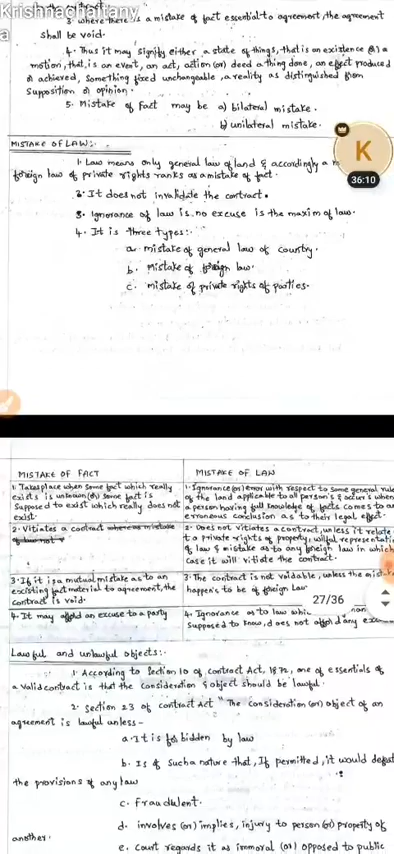 Krishnachaitany
a
3 where there is a mistake of fact essential to agreement, the agreement
shall be void.
4. Thus it may signify either a state of things, that is an existence (or) a
motion, that, is an event, an act, action (or) deed a thing done, an effect produced
or achieved, something fixed unchangeable, a reality as distinguished from
supposition or opinion.
5. Mistake of fact may be a) bilateral mistake.
b) unilateral mistake.
MISTAKE OF LAW:-
K
36:10
1. Law means only general law of land & accordingly a
foreign law of private rights ranks as a mistake of fact.
2. It does not invalidate the contract.
3. Ignorance of law is no excuse is the maxim of law.
4. It is three types:-
a. mistake of general law of country.
b. Mistake of foreign law.
c. mistake of private rights of parties.
MISTAKE OF FACT
MISTAKE OF LAW
1. Takes place when some fact which really
exists is unknown (or) some fact is
supposed to exist which really does not
exist.
1. Ignorance (or) error with respect to some general rule
of the land applicable to all person's & occur's when
a person having full knowledge of facts comes to a
erroneous conclusion as to their legal effect.
2. Vitiates a contract
2. Does not vitiates a contract, unless it relate
to private rights of property, wilful representati
of law & mistake as to any foreign law in which
case it will vitiate the contract.
3. If it is a mutual mistake as to an
existing fact material to agreement, the
contract is void.
3. The contract is not voidable, unless the mist
happens to be of foreign Law
27/36
4. It may afford an excuse to a party
4. Ignorance as to law whic
supposed to know, does not afford any exc
Lawful and unlawful objects:-
1. According to Section 10 of contract Act, 1872, one of essentials of
a valid contract is that the consideration & object should be lawful.
2. Section 23 of contract Act "The consideration (or) object of an
agreement is lawful unless -
a. It is forbidden by law
b. Is of such a nature that, If permitted, it would defeat
the provisions of any law
c. fraudulent.
d. involves (or) implies, injury to person (or) property of
another.
e. court regards it as immoral (or) opposed to public